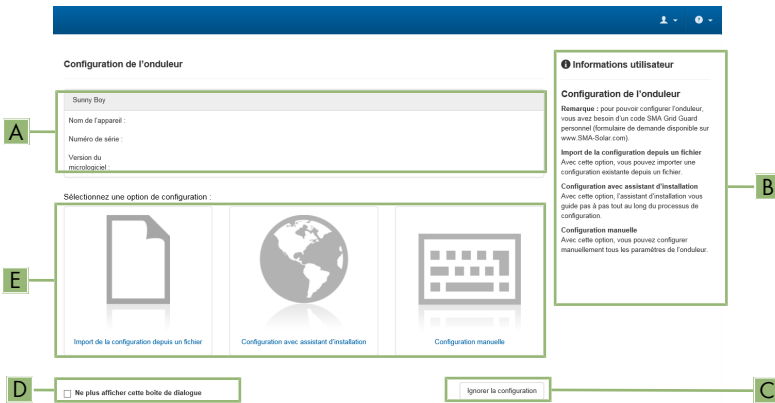 Configuration de l'onduleur
Sunny Boy
Nom de l'appareil :
Numéro de série :
Version du
micrologiciel :
A
Sélectionnez une option de configuration :
Import de la configuration depuis un fichier
Configuration avec assistant d'installation
Configuration manuelle
E
Ne plus afficher cette boîte de dialogue
D
Ignorer la configuration
C
Informations utilisateur
Configuration de l'onduleur
Remarque : pour pouvoir configurer l'onduleur,
vous avez besoin d'un code SMA Grid Guard
personnel (formulaire de demande disponible sur
www.SMA-Solar.com).
Import de la configuration depuis un fichier
Avec cette option, vous pouvez importer une
configuration existante depuis un fichier.
Configuration avec assistant d'installation
Avec cette option, l'assistant d'installation vous
guide pas à pas tout au long du processus de
configuration.
Configuration manuelle
Avec cette option, vous pouvez configurer
manuellement tous les paramètres de l'onduleur.
B